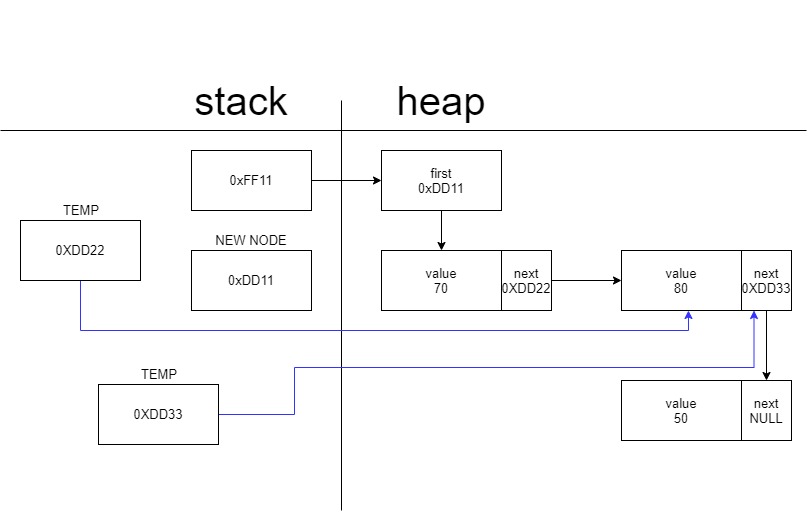 stack
heap
0xFF11
first
0xDD11
TEMP
0XDD22
NEW NODE
0xDD11
value
70
next
0XDD22
value
80
next
0XDD33
TEMP
0XDD33
value
50
next
NULL